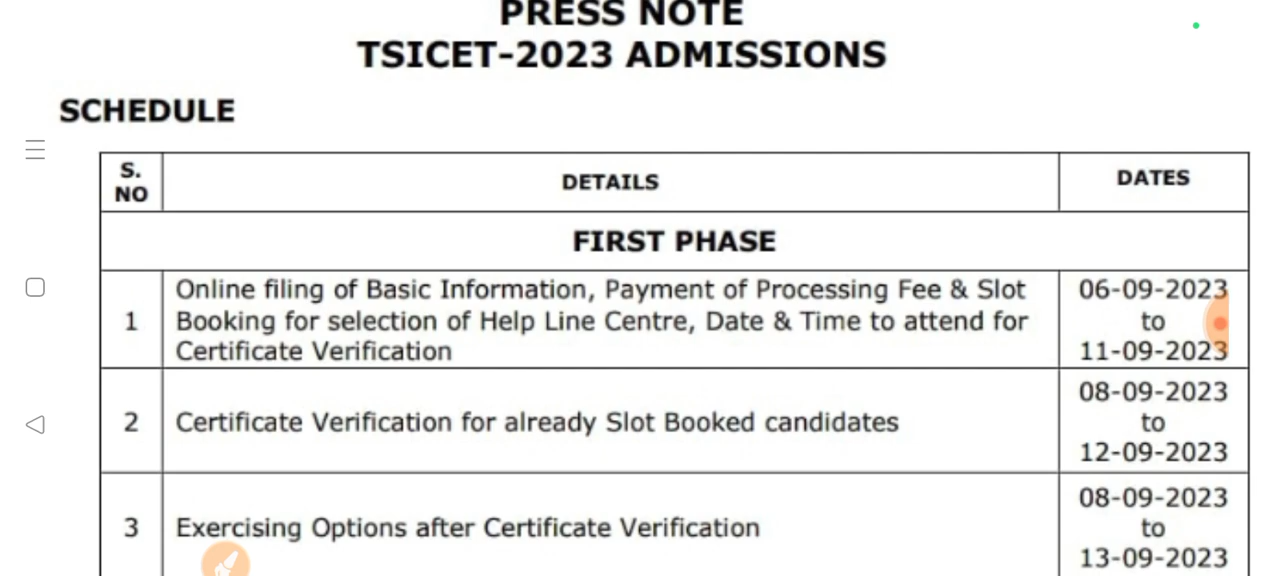 PRESS NOTE
TSICET-2023 ADMISSIONS
SCHEDULE
S.
NO
DETAILS
DATES
FIRST PHASE
1
Online filing of Basic Information, Payment of Processing Fee & Slot
Booking for selection of Help Line Centre, Date & Time to attend for
Certificate Verification
06-09-2023
to
11-09-2023
2
Certificate Verification for already Slot Booked candidates
08-09-2023
to
12-09-2023
3
Exercising Options after Certificate Verification
08-09-2023
to
13-09-2023